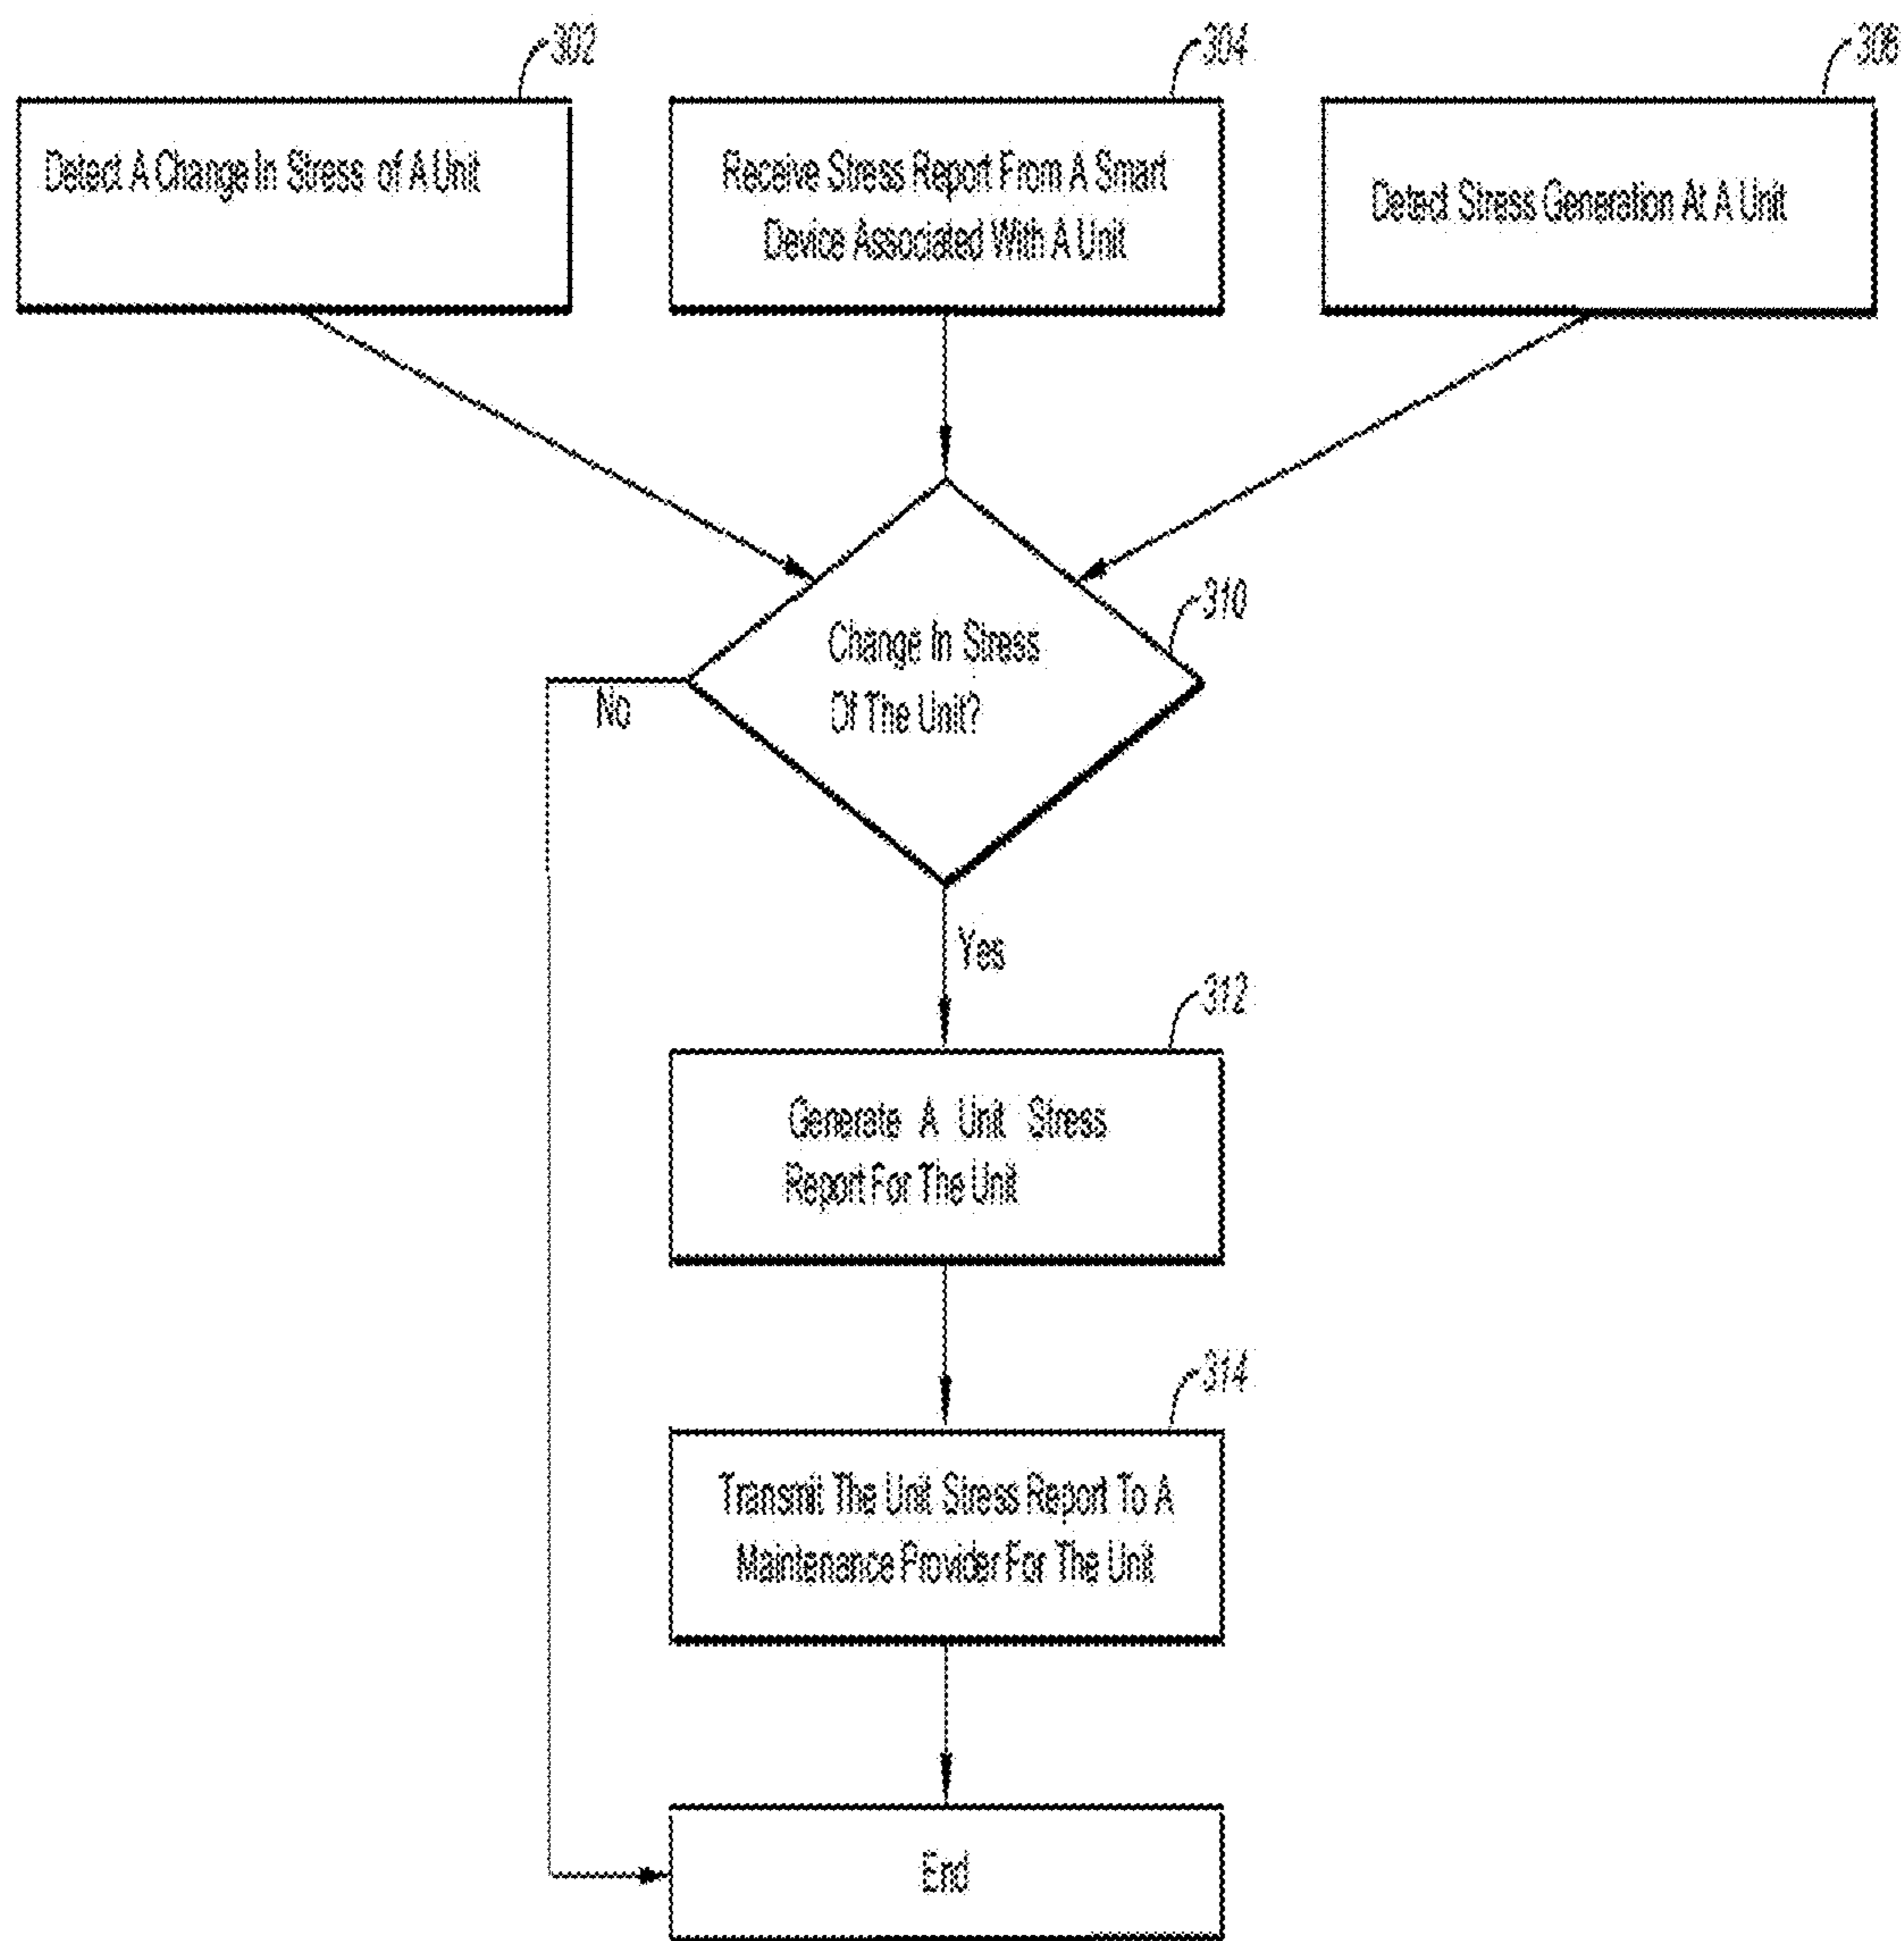 302
304
306
Detect A Change In Stress of A Unit
Receive Stress Report From A Smart
Device Associated With A Unit
Detect Stress Generation At A Unit
310
Change In Stress
Of The Unit?
No
Yes
312
Generate A Unit Stress
Report For The Unit
314
Transmit The Unit Stress Report To A
Maintenance Provider For The Unit
End